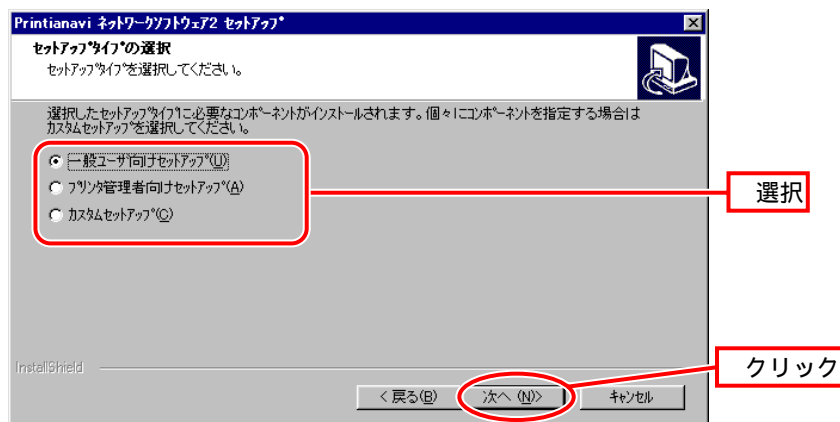 Printianavi ネットワークソフトウェア2 セットアップ
セットアップタイプの選択
セットアップタイプを選択してください。
選択したセットアップタイプに必要なコンポーネントがインストールされます。個々にコンポーネントを指定する場合は
カスタムセットアップを選択してください。
一般ユーザ向けセットアップ(U)
プリンタ管理者向けセットアップ(A)
選択
カスタムセットアップ(C)
InstallShield
クリック
< 戻る(B)
次へ (N)>
キャンセル